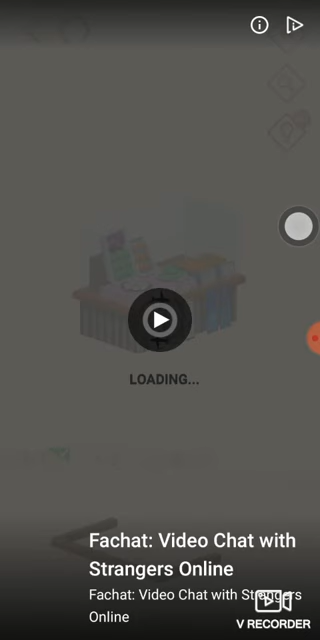 LOADING...
Fachat: Video Chat with
Strangers Online
Fachat: Video Chat with Strangers
Online
V RECORDER